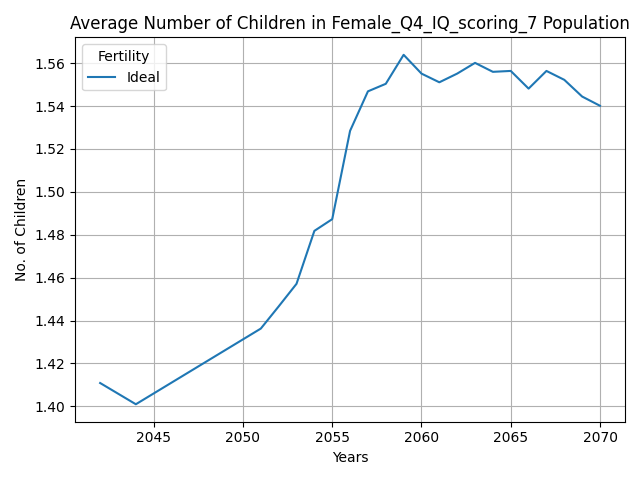 Average Number of Children in Female_Q4_IQ_scoring_7 Population
Fertility
Ideal
1.56
1.54
1.52
1.50
1.48
1.46
1.44
1.42
1.40
No. of Children
2045 2050 2055 2060 2065 2070
Years